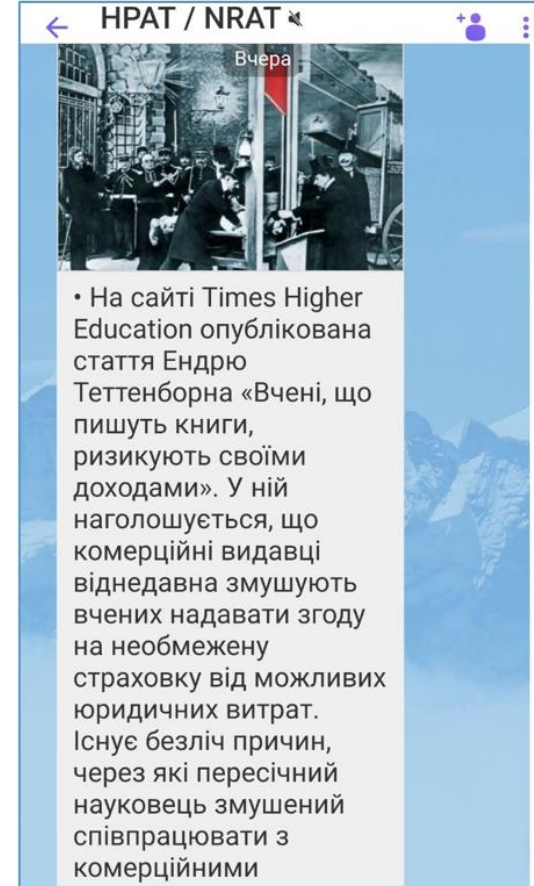 НРАТ / NRAT
Вчера
• На сайті Times Higher
Education опублікована
стаття Ендрю
Теттенборна «Вчені, що
пишуть книги,
ризикують своїми
доходами». У ній
наголошується, що
комерційні видавці
віднедавна змушують
вчених надавати згоду
на необмежену
страховку від можливих
юридичних витрат.
Існує безліч причин,
через які пересічний
науковець змушений
співпрацювати з
комерційними